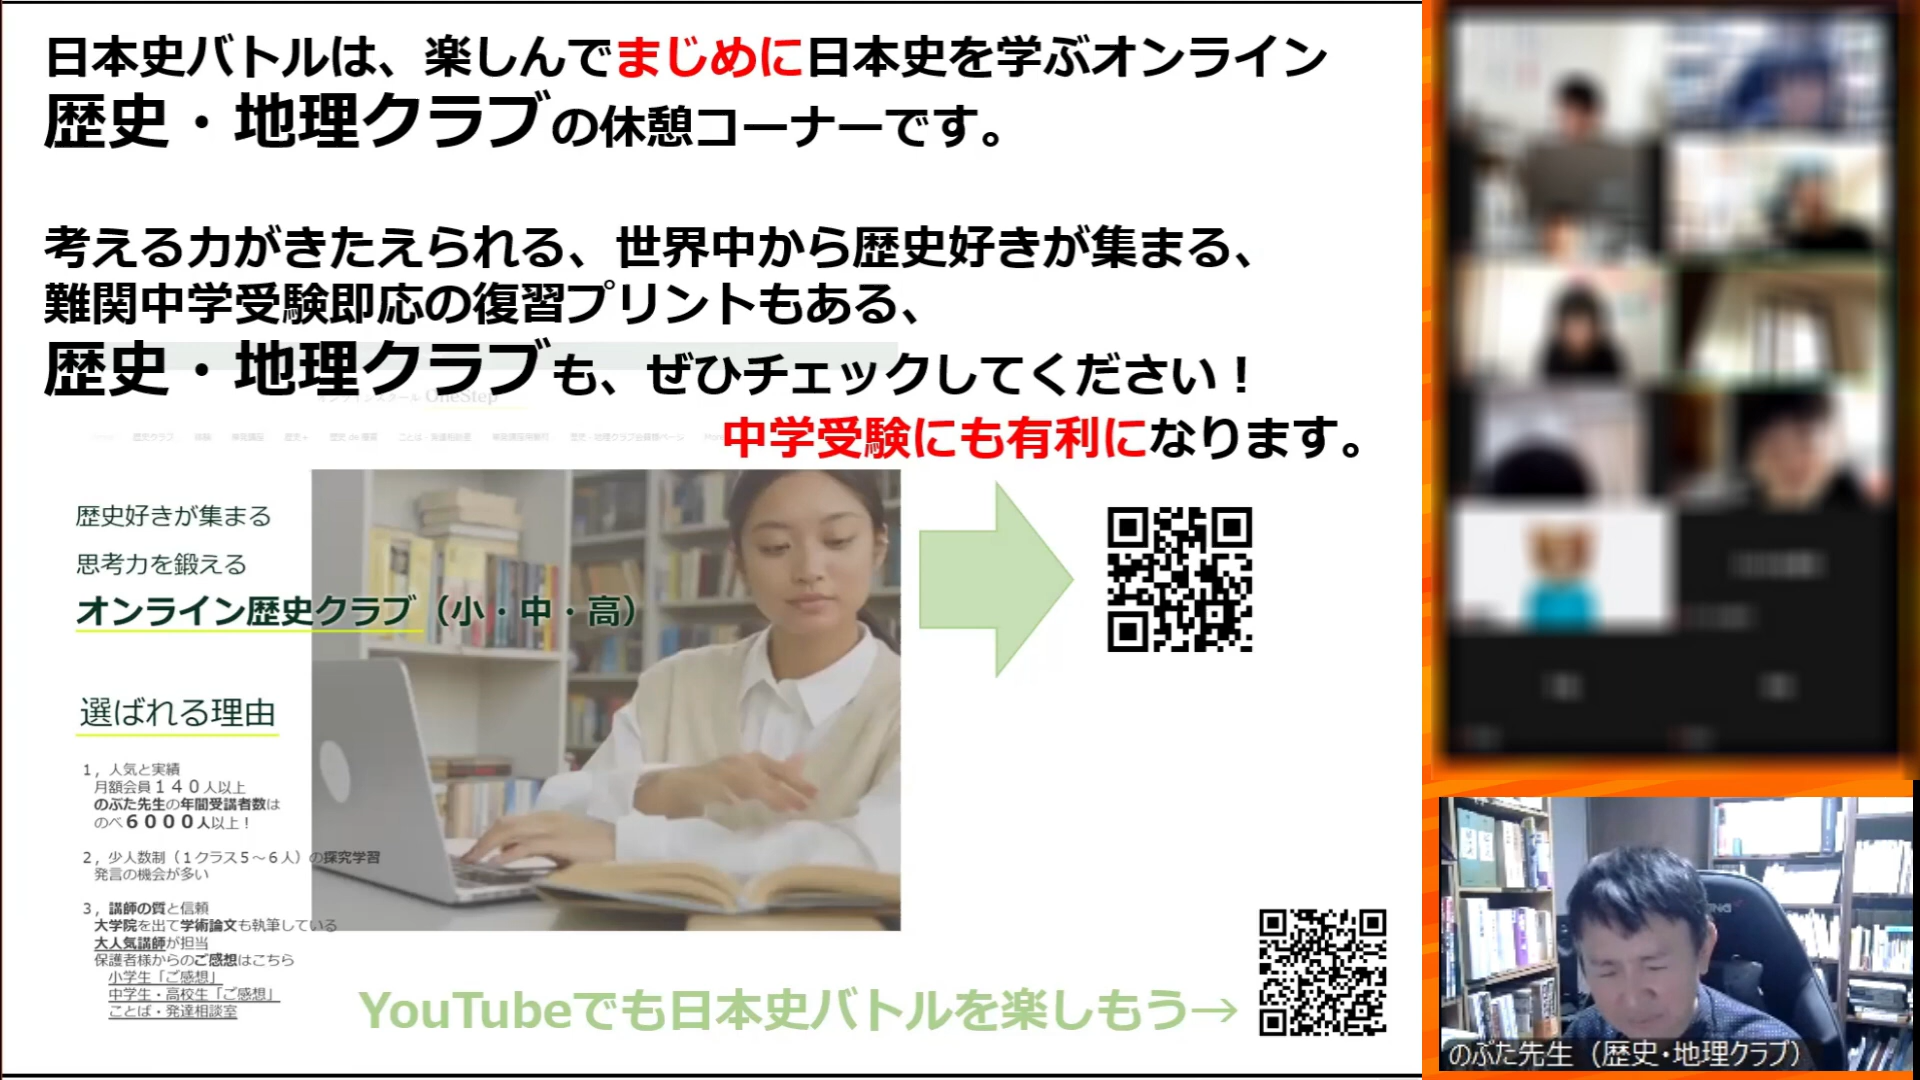 日本史バトルは、楽しんでまじめに日本史を学ぶオンライン
歴史・地理クラブの休憩コーナーです。
考える力がきたえられる、世界中から歴史好きが集まる、
難関中学受験即応の復習プリントもある、
歴史・地理クラブも、ぜひチェックしてください！
オンラインスクール OneStep
中学受験にも有利になります。
歴史好きが集まる
思考力を鍛える
オンライン歴史クラブ（小・中・高）
選ばれる理由
１，人気と実績
月額会員１４０人以上
のぶた先生の年間受講者数は
のべ６０００人以上！
２，少人数制（１クラス５～６人）の探究学習
発言の機会が多い
３，講師の質と信頼
大学院を出て学術論文も執筆している
大人気講師が担当
保護者様からのご感想はこちら
小学生「ご感想」
中学生・高校生「ご感想」
ことば・発達相談室
YouTubeでも日本史バトルを楽しもう→
のぶた先生（歴史・地理クラブ）